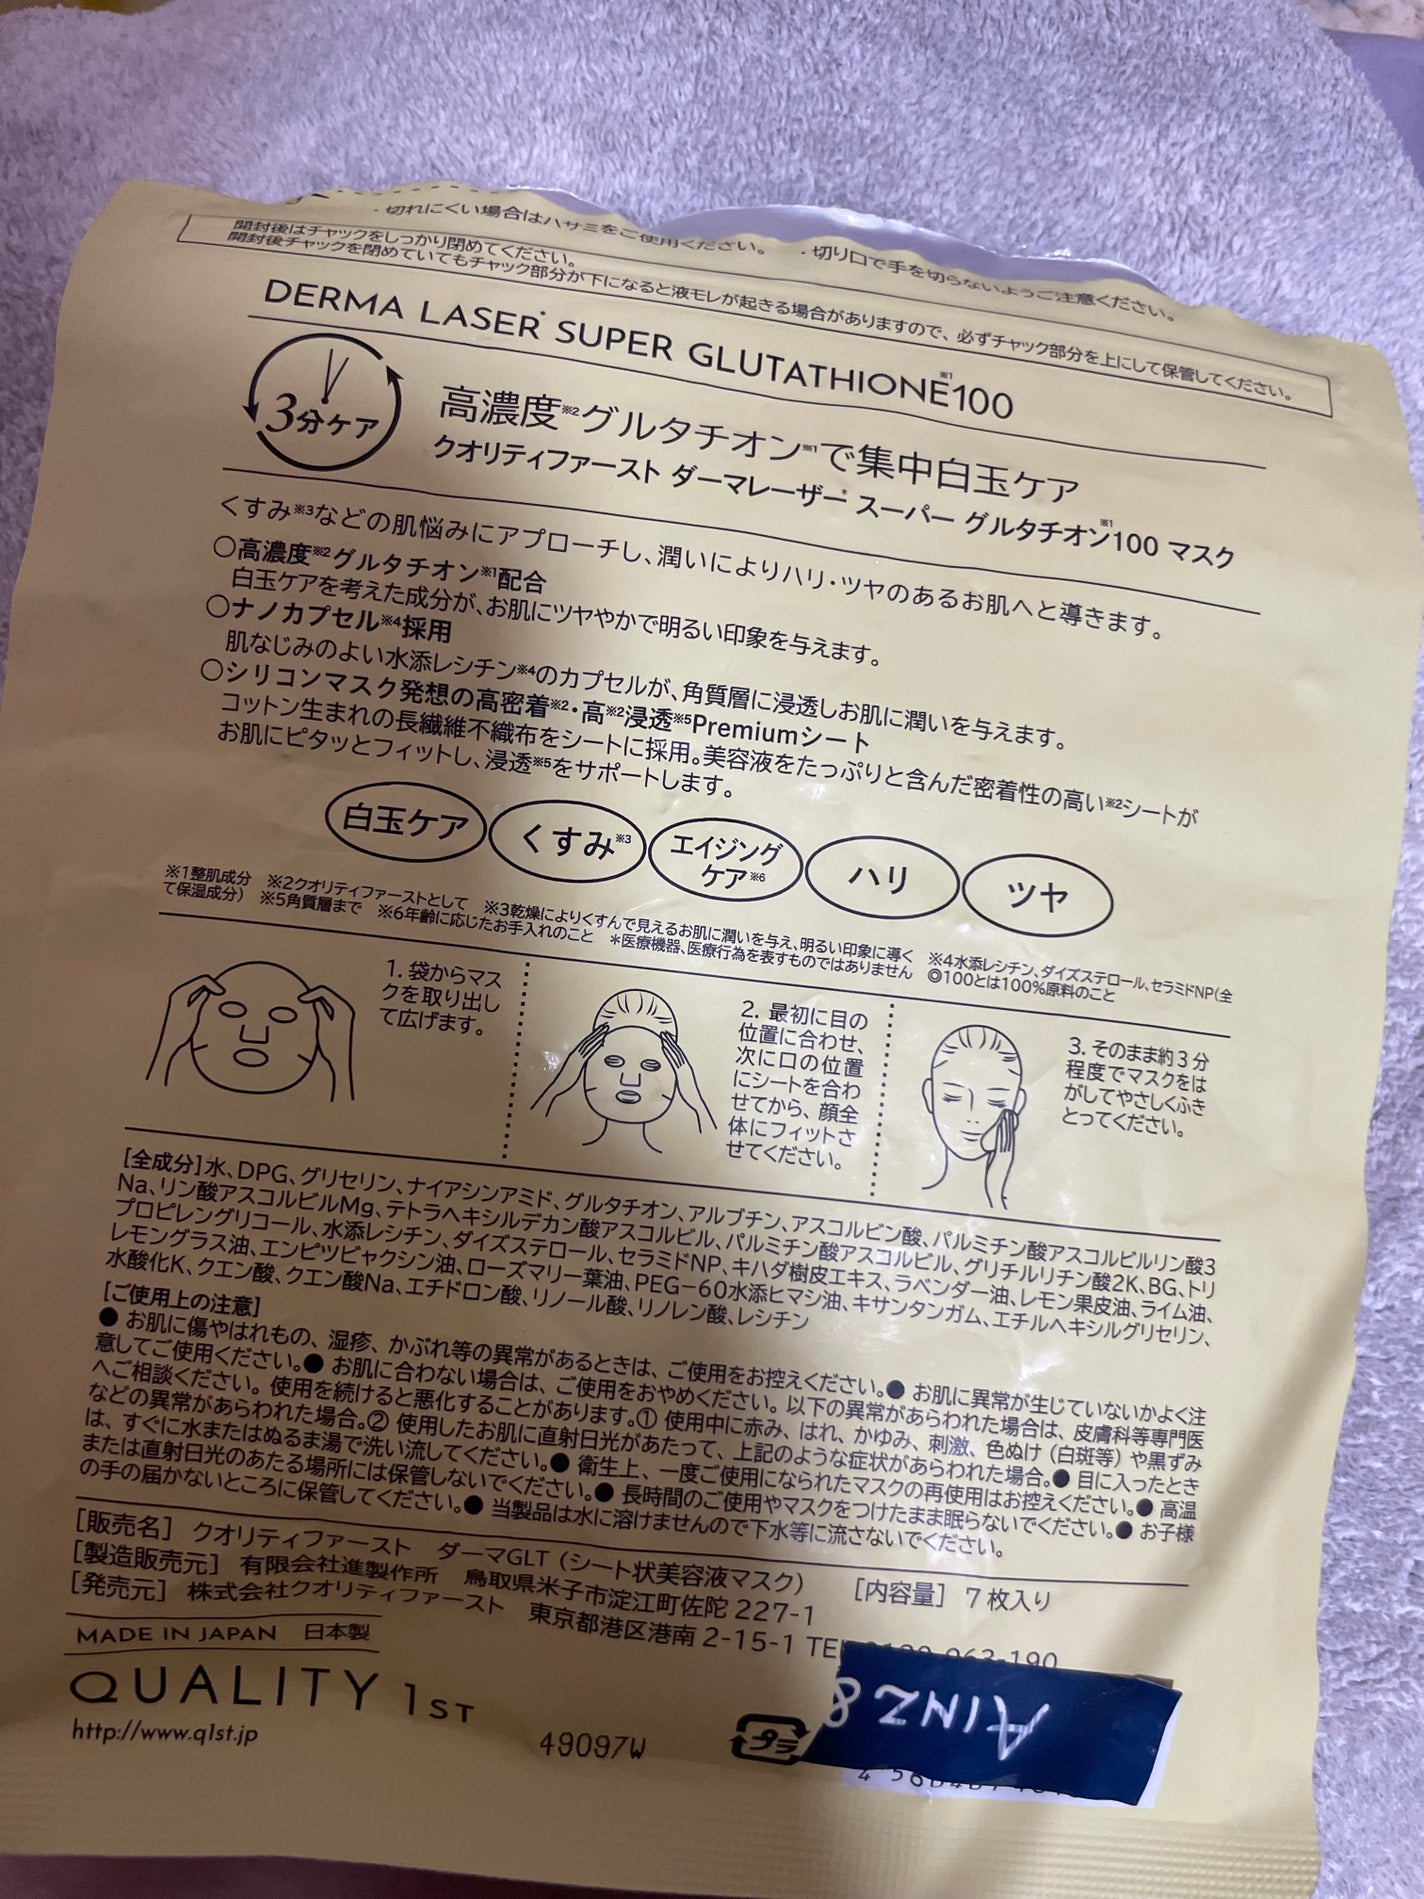 ・切れにくい場合はハサミをご使用ください。 ・切り口で手を切らないようご注意ください。
開封後はチャックをしっかり閉めてください。
開封後チャックを閉めていてもチャック部分が下になると液モレが起きる場合がありますので、必ずチャック部分を上にして保管してください。
DERMA LASER* SUPER GLUTATHIONE※1100
3分ケア
高濃度※2グルタチオン※1で集中白玉ケア
クオリティファースト ダーマレーザー* スーパー グルタチオン※1100 マスク
くすみ※3などの肌悩みにアプローチし、潤いによりハリ・ツヤのあるお肌へと導きます。
○高濃度※2グルタチオン※1配合
白玉ケアを考えた成分が、お肌にツヤやかで明るい印象を与えます。
○ナノカプセル※4採用
肌なじみのよい水添レシチン※4のカプセルが、角質層に浸透しお肌に潤いを与えます。
○シリコンマスク発想の高密着※2・高※2浸透※5Premiumシート
コットン生まれの長繊維不織布をシートに採用。美容液をたっぷりと含んだ密着性の高い※2シートが
お肌にピタッとフィットし、浸透※5をサポートします。
白玉ケア
くすみ※3
エイジング
ケア※6
ハリ
ツヤ
※1整肌成分 ※2クオリティファーストとして ※3乾燥によりくすんで見えるお肌に潤いを与え、明るい印象に導く ※4水添レシチン、ダイズステロール、セラミドNP(全
て保湿成分) ※5角質層まで ※6年齢に応じたお手入れのこと *医療機器、医療行為を表すものではありません ◎100とは100%原料のこと
1. 袋からマス
クを取り出し
て広げます。
2. 最初に目の
位置に合わせ、
次に口の位置
にシートを合わ
せてから、顔全
体にフィットさ
せてください。
3. そのまま約3分
程度でマスクをは
がしてやさしくふき
とってください。
[全成分]水、DPG、グリセリン、ナイアシンアミド、グルタチオン、アルブチン、アスコルビン酸、パルミチン酸アスコルビルリン酸3
Na、リン酸アスコルビルMg、テトラヘキシルデカン酸アスコルビル、パルミチン酸アスコルビル、グリチルリチン酸2K、BG、トリ
プロピレングリコール、水添レシチン、ダイズステロール、セラミドNP、キハダ樹皮エキス、ラベンダー油、レモン果皮油、ライム油、
レモングラス油、エンピツビャクシン油、ローズマリー葉油、PEG-60水添ヒマシ油、キサンタンガム、エチルヘキシルグリセリン、
水酸化K、クエン酸、クエン酸Na、エチドロン酸、リノール酸、リノレン酸、レシチン
[ご使用上の注意]
● お肌に傷やはれもの、湿疹、かぶれ等の異常があるときは、ご使用をお控えください。● お肌に異常が生じていないかよく注
意してご使用ください。● お肌に合わない場合は、ご使用をおやめください。以下の異常があらわれた場合は、皮膚科等専門医
へご相談ください。使用を続けると悪化することがあります。① 使用中に赤み、はれ、かゆみ、刺激、色ぬけ(白斑等)や黒ずみ
などの異常があらわれた場合。② 使用したお肌に直射日光があたって、上記のような症状があらわれた場合。● 目に入ったとき
は、すぐに水またはぬるま湯で洗い流してください。● 衛生上、一度ご使用になられたマスクの再使用はお控えください。● 高温
または直射日光のあたる場所には保管しないでください。● 長時間のご使用やマスクをつけたまま眠らないでください。● お子様
の手の届かないところに保管してください。● 当製品は水に溶けませんので下水等に流さないでください。
[販売名] クオリティファースト ダーマGLT(シート状美容液マスク) [内容量] 7枚入り
[製造販売元] 有限会社進製作所 鳥取県米子市淀江町佐陀 227-1
[発売元] 株式会社クオリティファースト 東京都港区港南 2-15-1 TEL
MADE IN JAPAN 日本製
QUALITY 1ST
http://www.q1st.jp
49097W
プラ
AINZ 8